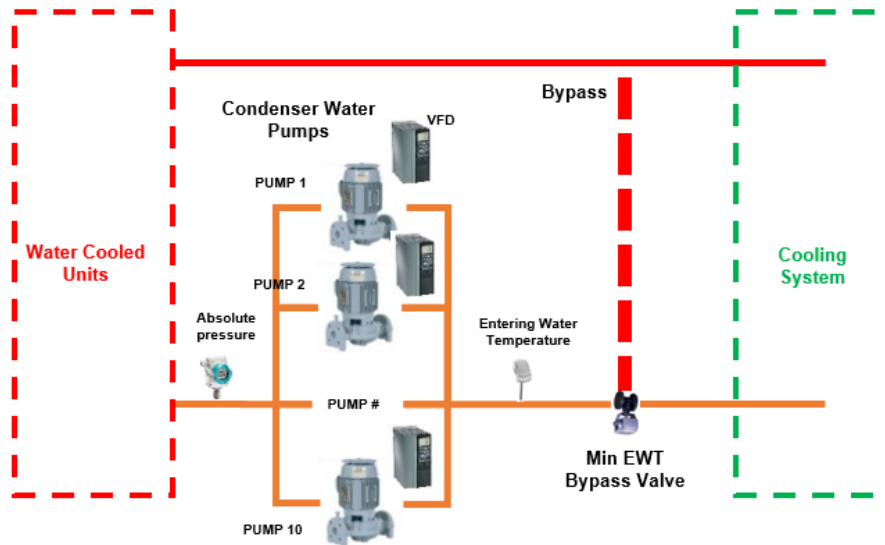 Bypass
Condenser Water
Pumps
VFD
PUMP 1
Water Cooled
Units
PUMP 2
Cooling
System
Absolute
pressure
Entering Water
Temperature
PUMP #
Min EWT
Bypass Valve
PUMP 10